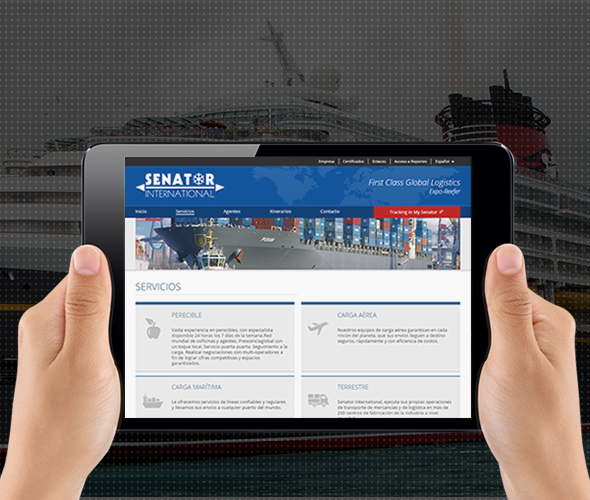 Empresa | Certificados | Enlaces | Acceso a Reportes | Español
SENATOR
INTERNATIONAL
First Class Global Logistics
Expo-Reefer
Inicio Servicios Agentes Itinerarios Contacto Tracking in My Senator
SERVICIOS
PERECIBLE
Vasta experiencia en perecibles, con especialista
disponible 24 horas los 7 días de la semana.Red
mundial de oficinas y agentes. Presenciaglobal con
un toque local. Servicio puerta puerta. Seguimiento a la
carga. Realizar negociaciones con multi-operadores a
fin de lograr cifras competitivas y espacios
garantizados.
CARGA AÉREA
Nuestros equipos de carga aérea garantizan en cada
rincón del planeta, que sus envíos lleguen a destino
seguros, rápidamente y con eficiencia de costos.
CARGA MARÍTIMA
Le ofrecemos servicios de líneas confiables y regulares
y llevamos sus envíos a cualquier puerto del mundo.
TERRESTRE
Senator International, ejecuta sus propias operaciones
de transporte de mercancías y de logística en más de
200 centros de fabricación de la industria a nivel